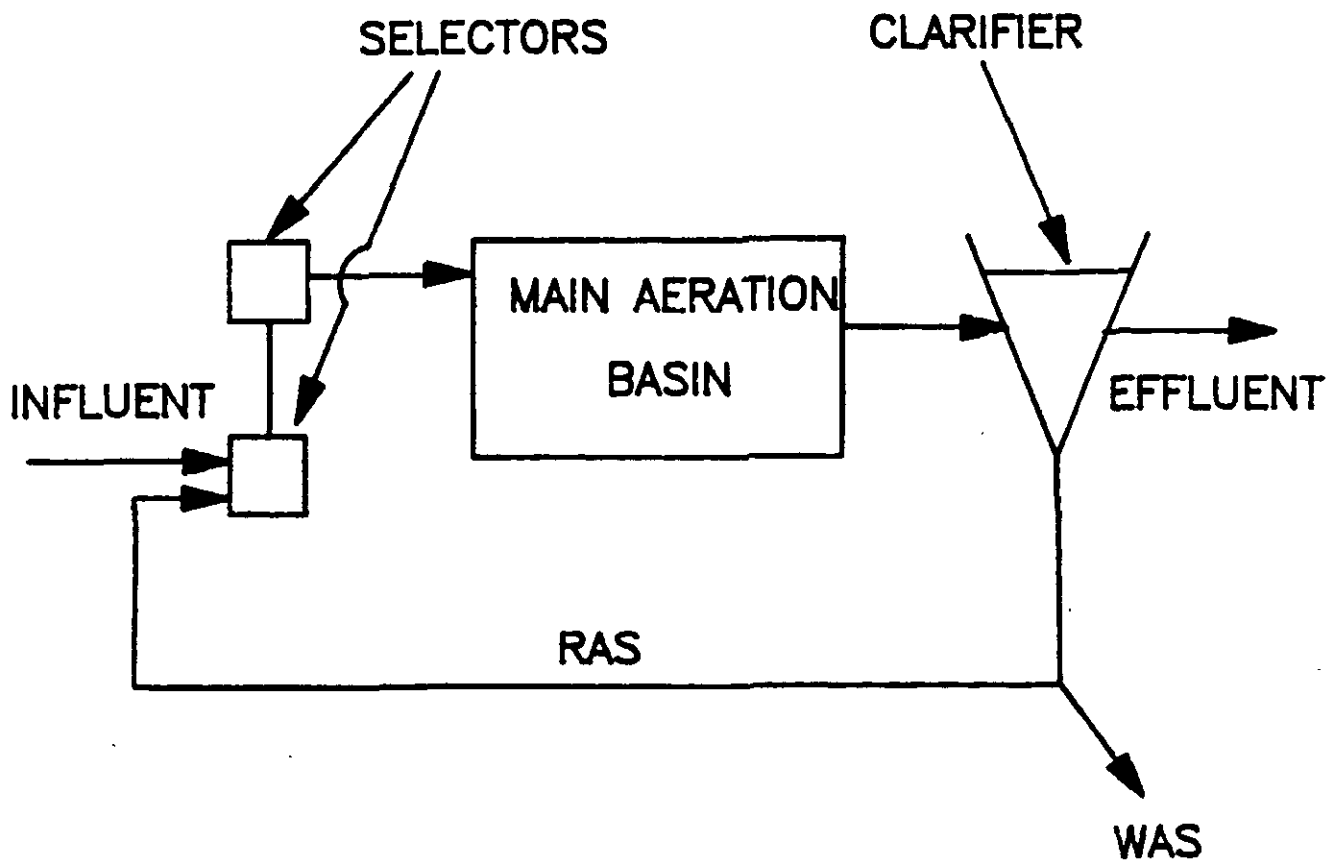 SELECTORS
CLARIFIER
MAIN AERATION
BASIN
INFLUENT
EFFLUENT
RAS
WAS